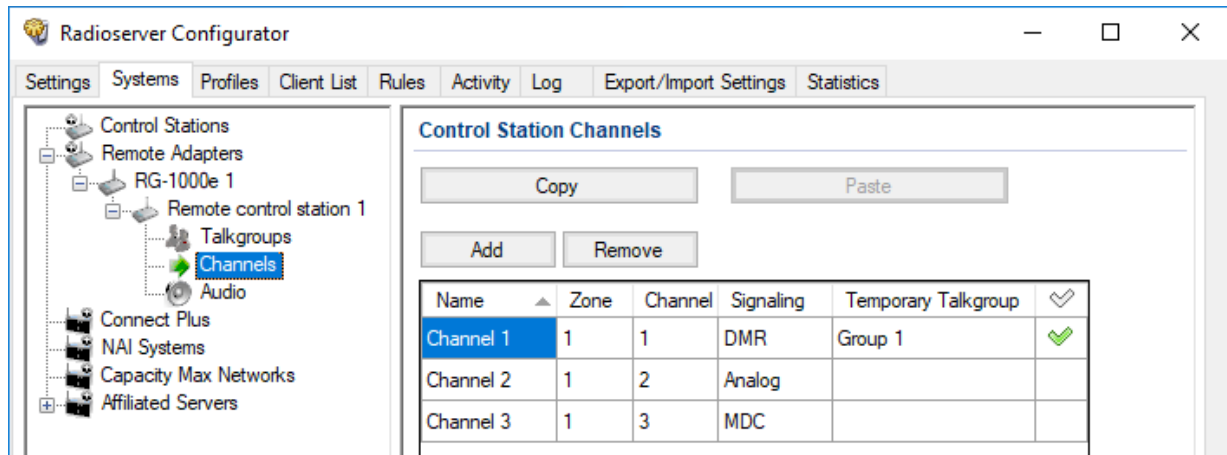 Radioserver Configurator
Settings Systems Profiles Client List Rules Activity Log Export/Import Settings Statistics
Control Stations
Remote Adapters
RG-1000e 1
Remote control station 1
Talkgroups
Channels
Audio
Connect Plus
NAI Systems
Capacity Max Networks
Affiliated Servers
Control Station Channels
Copy Paste
Add Remove
Name Zone Channel Signaling Temporary Talkgroup
Channel 1 1 1 DMR Group 1
Channel 2 1 2 Analog
Channel 3 1 3 MDC